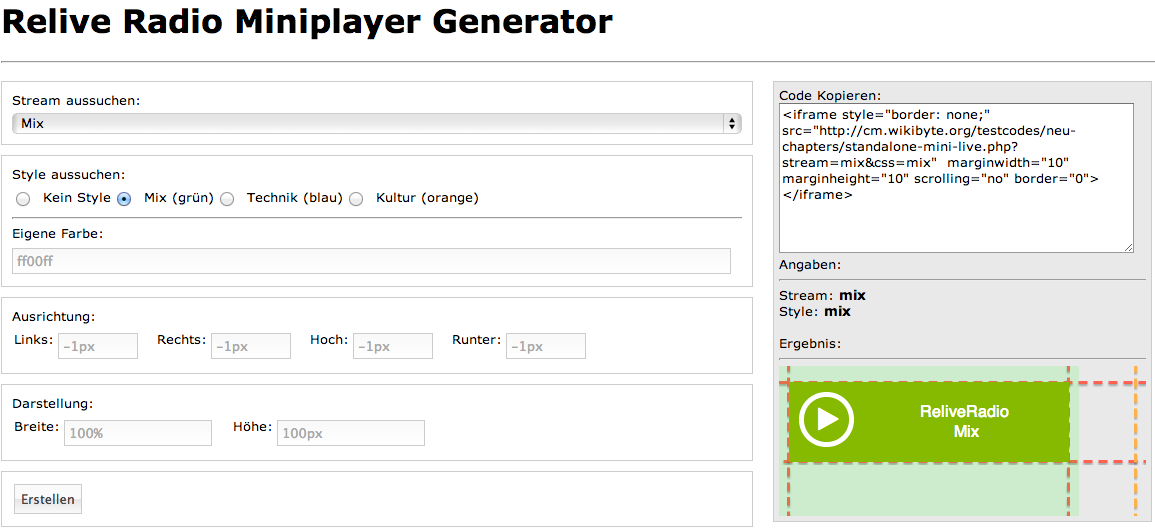 Relive Radio Miniplayer Generator
Stream aussuchen:
Mix
Style aussuchen:
Kein Style Mix (grün) Technik (blau) Kultur (orange)
Eigene Farbe:
ff00ff
Ausrichtung:
Links: -1px Rechts: -1px Hoch: -1px Runter: -1px
Darstellung:
Breite: 100% Höhe: 100px
Erstellen
Code Kopieren:
<iframe style="border: none;"
src="http://cm.wikibyte.org/testcodes/neu-
chapters/standalone-mini-live.php?
stream=mix&css=mix"  marginwidth="10"
marginheight="10" scrolling="no" border="0">
</iframe>
Angaben:
Stream: mix
Style: mix
Ergebnis:
ReliveRadio
Mix